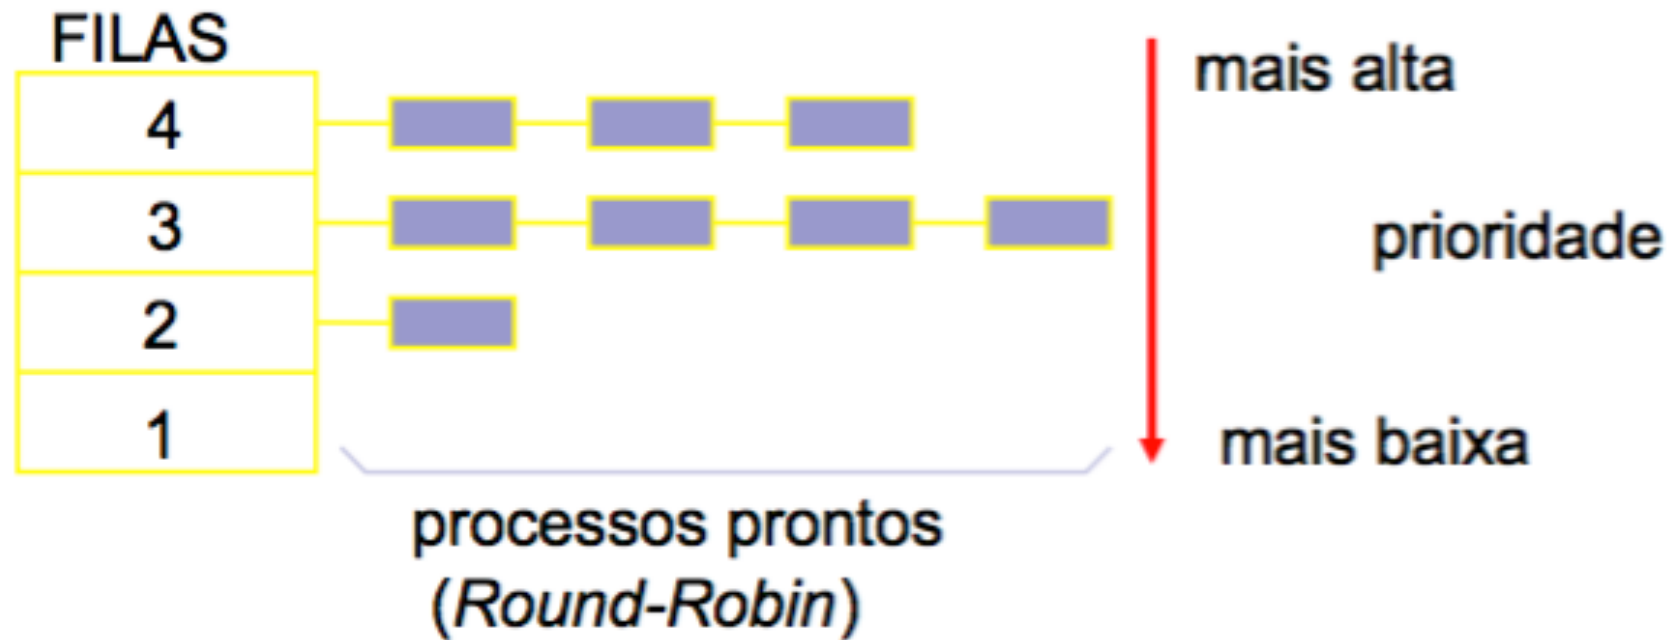 FILAS
4
3
2
1
mais alta
prioridade
mais baixa
processos prontos
(Round-Robin)